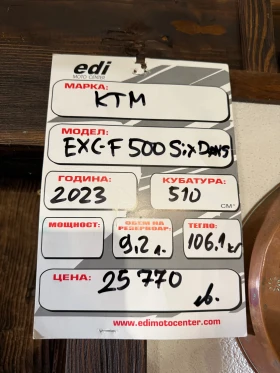 edi
MOTO CENTER
МАРКА:
KTM
МОДЕЛ:
EXC-F 500 Six Days
ГОДИНА: КУБАТУРА:
2023 510
СМ³
МОЩНОСТ: ОБЕМ НА РЕЗЕРВОАР: ТЕГЛО:
9,2 л. 106.1 кг
ЦЕНА:
25 770
лв.
www.edimotocenter.com